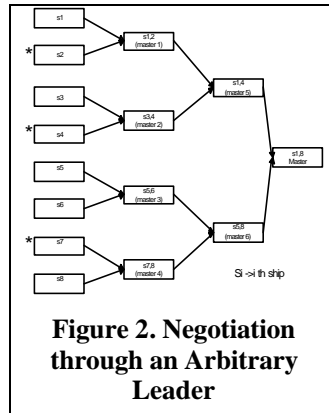 s1
* s2
s3
* s4
s5
s6
* s7
s8
s1,2
(master 1)
s3,4
(master 2)
s5,6
(master 3)
s7,8
(master 4)
s1,4
(master 5)
s5,8
(master 6)
s1,8
Master
Si ->i th ship
Figure 2. Negotiation
through an Arbitrary
Leader